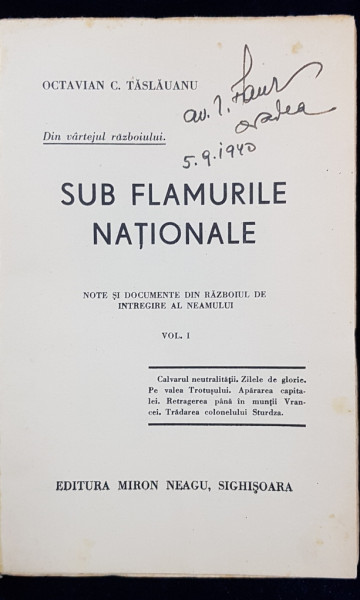 OCTAVIAN C. TĂSLĂUANU
av. I.
Oradea
5.9.1940
Din vârtejul războiului.
SUB FLAMURILE
NAȚIONALE
NOTE ȘI DOCUMENTE DIN RĂZBOIUL DE
INTREGIRE AL NEAMULUI
VOL. I
Calvarul neutralității. Zilele de glorie.
Pe valea Trotușului. Apărarea capita-
lei. Retragerea până în munții Vran-
cei. Trădarea colonelului Sturdza.
EDITURA MIRON NEAGU, SIGHIȘOARA